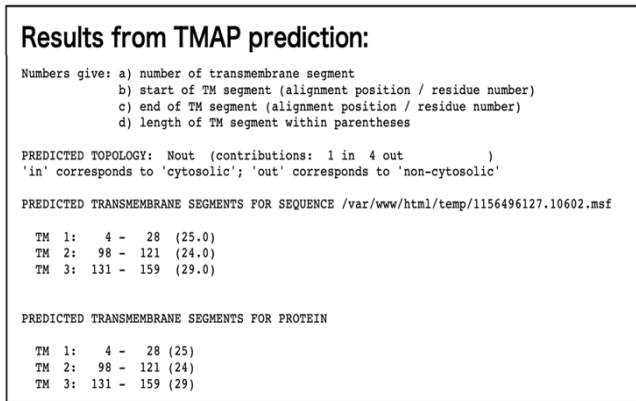 Results from TMAP prediction:
Numbers give: a) number of transmembrane segment
b) start of TM segment (alignment position / residue number)
c) end of TM segment (alignment position / residue number)
d) length of TM segment within parentheses
PREDICTED TOPOLOGY: Nout (contributions: 1 in 4 out )
'in' corresponds to 'cytosolic'; 'out' corresponds to 'non-cytosolic'
PREDICTED TRANSMEMBRANE SEGMENTS FOR SEQUENCE /var/www/html/temp/1156496127.10602.msf
TM 1: 4 - 28 (25.0)
TM 2: 98 - 121 (24.0)
TM 3: 131 - 159 (29.0)
PREDICTED TRANSMEMBRANE SEGMENTS FOR PROTEIN
TM 1: 4 - 28 (25)
TM 2: 98 - 121 (24)
TM 3: 131 - 159 (29)